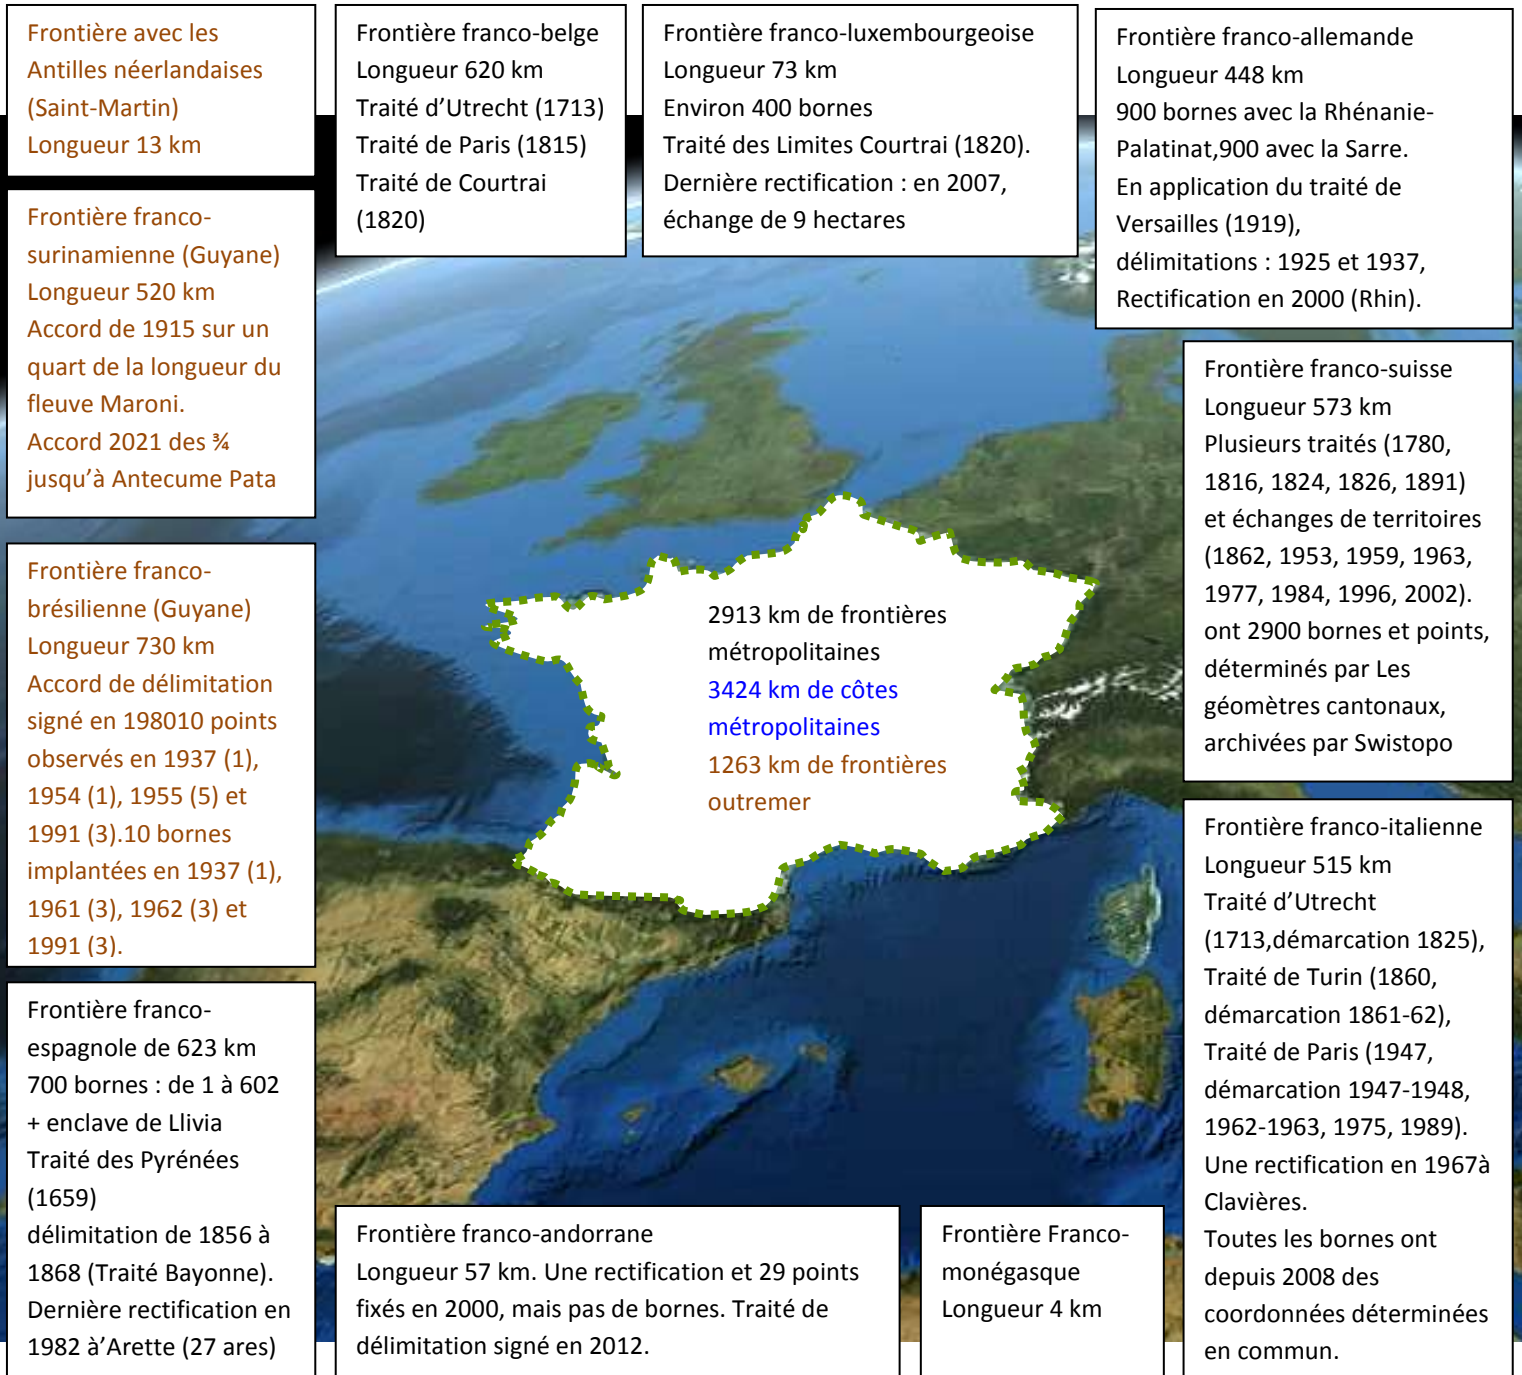 Frontière avec les
Antilles néerlandaises
(Saint-Martin)
Longueur 13 km
Frontière franco-belge
Longueur 620 km
Traité d’Utrecht (1713)
Traité de Paris (1815)
Traité de Courtrai
(1820)
Frontière franco-luxembourgeoise
Longueur 73 km
Environ 400 bornes
Traité des Limites Courtrai (1820).
Dernière rectification : en 2007,
échange de 9 hectares
Frontière franco-allemande
Longueur 448 km
900 bornes avec la Rhénanie-
Palatinat,900 avec la Sarre.
En application du traité de
Versailles (1919),
délimitations : 1925 et 1937,
Rectification en 2000 (Rhin).
Frontière franco-
surinamienne (Guyane)
Longueur 520 km
Accord de 1915 sur un
quart de la longueur du
fleuve Maroni.
Accord 2021 des ¾
jusqu’à Antecume Pata
Frontière franco-suisse
Longueur 573 km
Plusieurs traités (1780,
1816, 1824, 1826, 1891)
et échanges de territoires
(1862, 1953, 1959, 1963,
1977, 1984, 1996, 2002).
ont 2900 bornes et points,
déterminés par Les
géomètres cantonaux,
archivées par Swistopo
Frontière franco-
brésilienne (Guyane)
Longueur 730 km
Accord de délimitation
signé en 198010 points
observés en 1937 (1),
1954 (1), 1955 (5) et
1991 (3).10 bornes
implantées en 1937 (1),
1961 (3), 1962 (3) et
1991 (3).
2913 km de frontières
métropolitaines
3424 km de côtes
métropolitaines
1263 km de frontières
outremer
Frontière franco-italienne
Longueur 515 km
Traité d’Utrecht
(1713,démarcation 1825),
Traité de Turin (1860,
démarcation 1861-62),
Traité de Paris (1947,
démarcation 1947-1948,
1962-1963, 1975, 1989).
Une rectification en 1967à
Clavières.
Toutes les bornes ont
depuis 2008 des
coordonnées déterminées
en commun.
Frontière franco-
espagnole de 623 km
700 bornes : de 1 à 602
+ enclave de Llivia
Traité des Pyrénées
(1659)
délimitation de 1856 à
1868 (Traité Bayonne).
Dernière rectification en
1982 à’Arette (27 ares)
Frontière franco-andorrane
Longueur 57 km. Une rectification et 29 points
fixés en 2000, mais pas de bornes. Traité de
délimitation signé en 2012.
Frontière Franco-
monégasque
Longueur 4 km